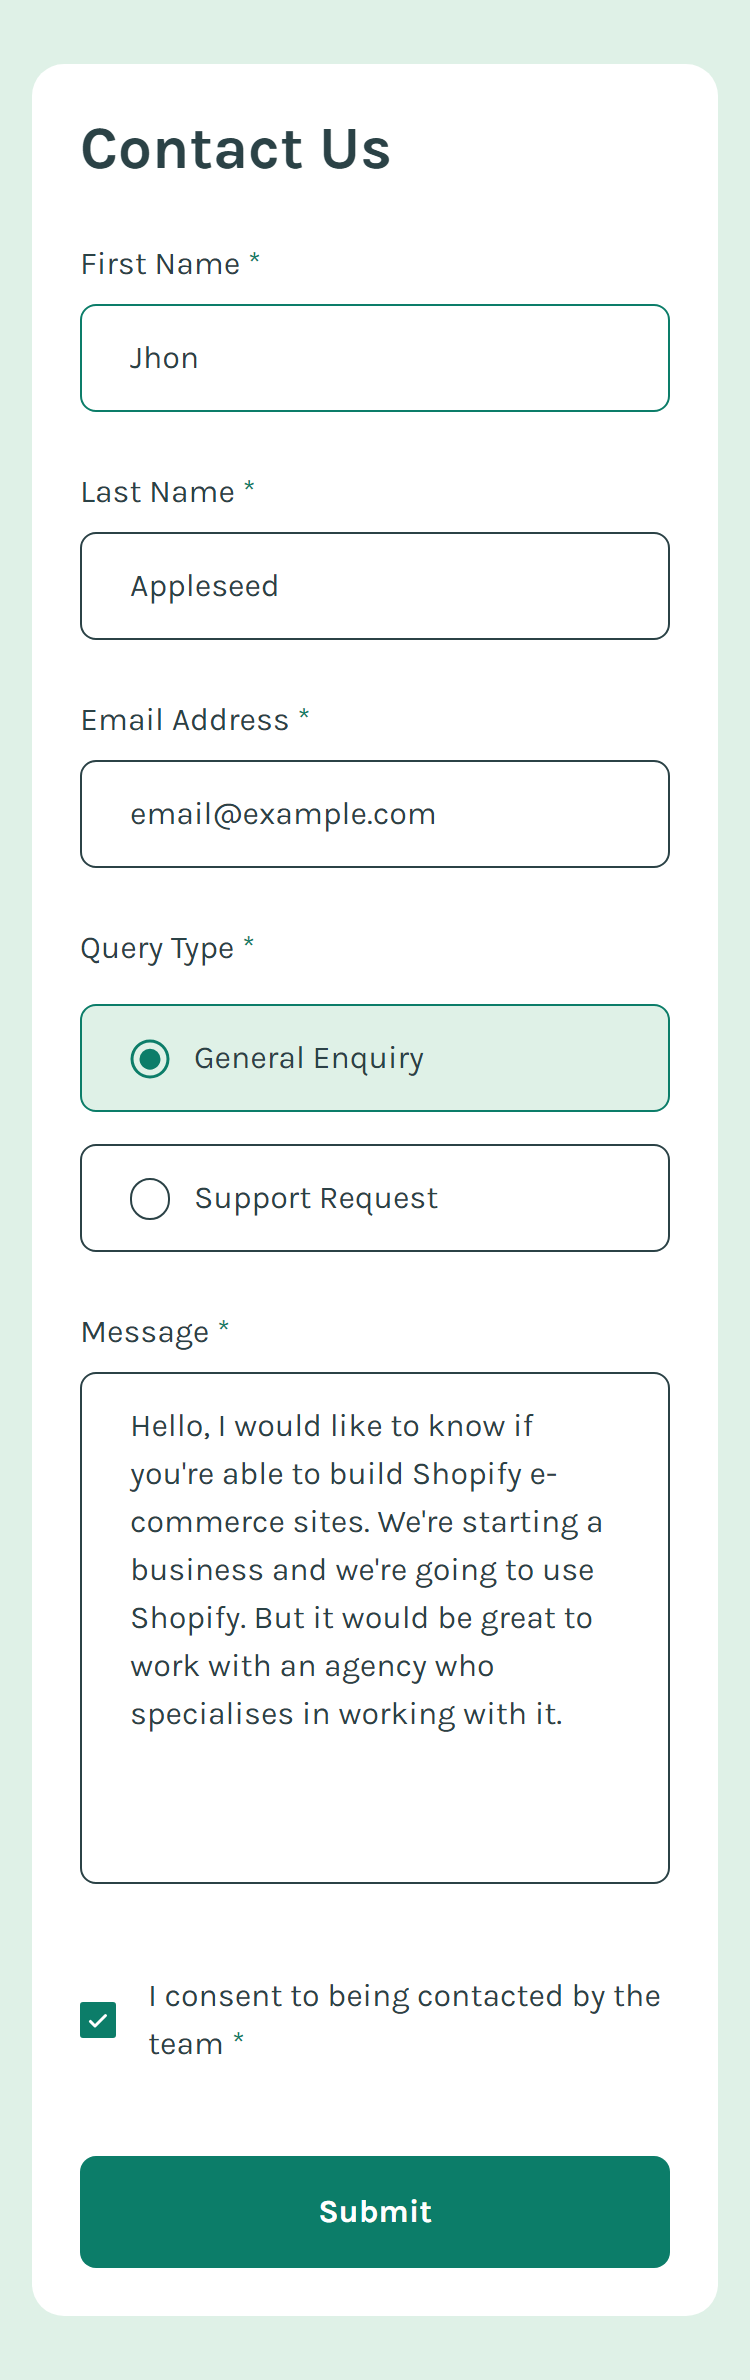 Contact Us
First Name *
Jhon
Last Name *
Appleseed
Email Address *
email@example.com
Query Type *
General Enquiry
Support Request
Message *
Hello, I would like to know if
you're able to build Shopify e-
commerce sites. We're starting a
business and we're going to use
Shopify. But it would be great to
work with an agency who
specialises in working with it.
I consent to being contacted by the
team *
Submit